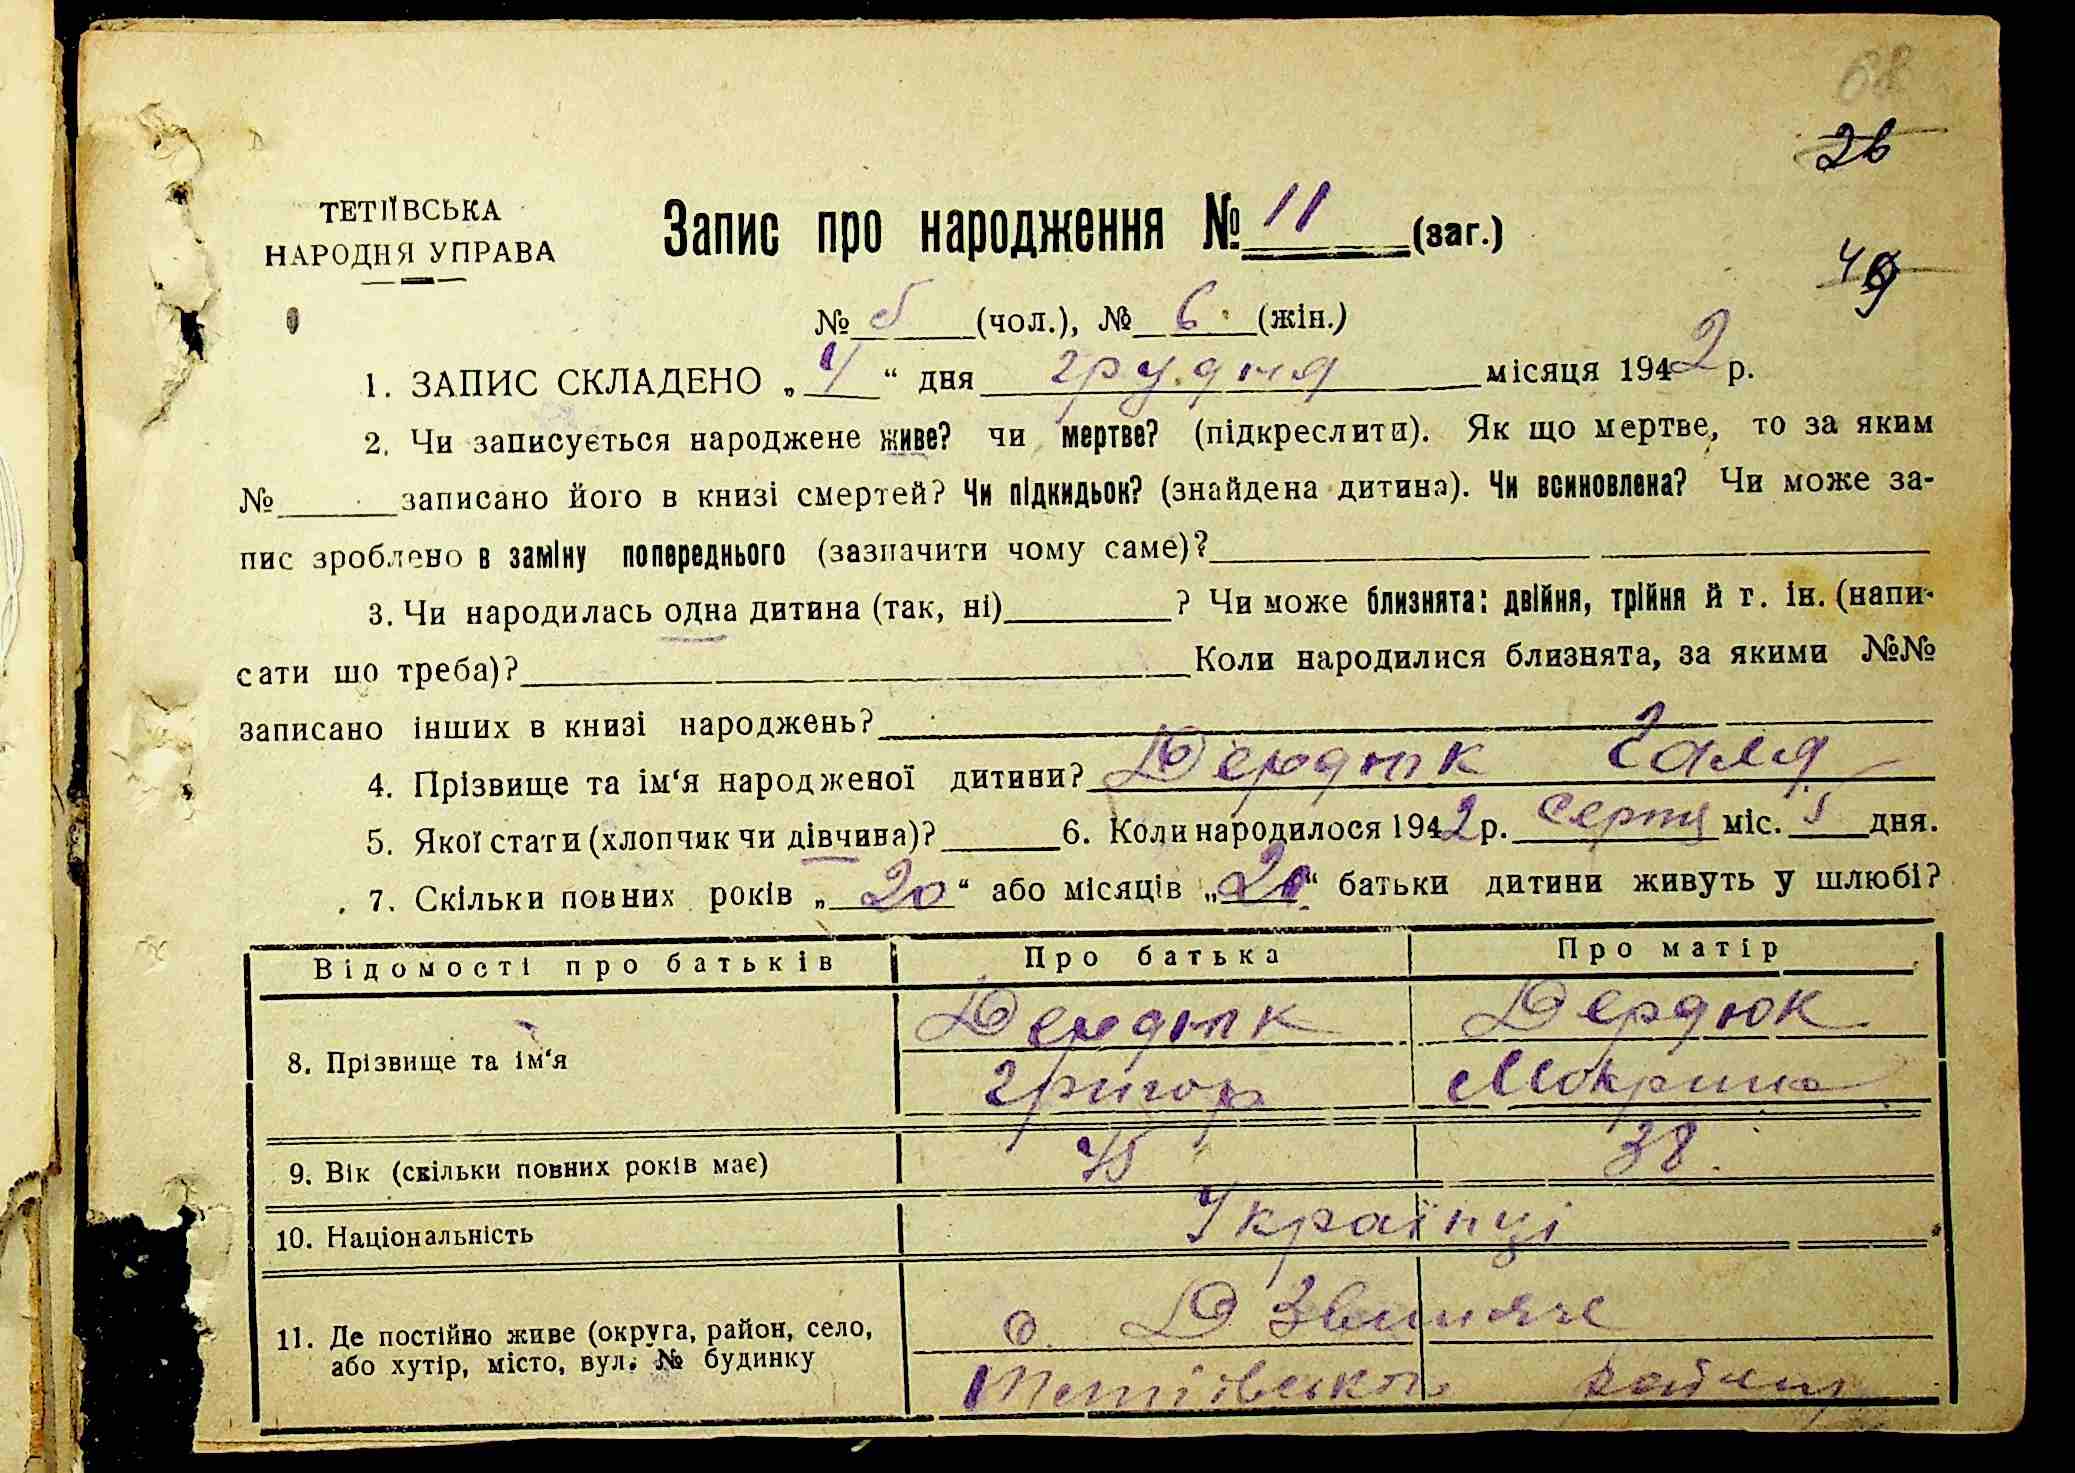 68
26
ТЕТІЇВСЬКА
НАРОДНЯ УПРАВА
Запис про народження № 11 (заг.)
49
№ 5 (чол.), № 6 (жін.)
1. ЗАПИС СКЛАДЕНО „ 4 “ дня грудня місяця 1942 р.
2. Чи записується народжене живе? чи мертве? (підкреслити). Як що мертве, то за яким
№ записано його в книзі смертей? Чи підкидьок? (знайдена дитина). Чи всиновлена? Чи може за-
пис зроблено в заміну попереднього (зазначити чому саме)?
3. Чи народилась одна дитина (так, ні) ? Чи може близнята: двійня, трійня й т. ін. (напи-
сати що треба)? Коли народилися близнята, за якими №№
записано інших в книзі народжень?
4. Прізвище та ім‘я народженої дитини? Дердюк Галя
5. Якої стати (хлопчик чи дівчина)? 6. Коли народилося 1942 р. серпц міс. 5 дня.
7. Скільки повних років „ 20 “ або місяців „ 20 “ батьки дитини живуть у шлюбі?
Відомості про батьків Про батька Про матір
8. Прізвище та ім‘я Дердюк Дердюк
Григор Мокрина
9. Вік (скільки повних років має) 45 38.
10. Національність Українці
11. Де постійно живе (округа, район, село,
або хутір, місто, вул. № будинку